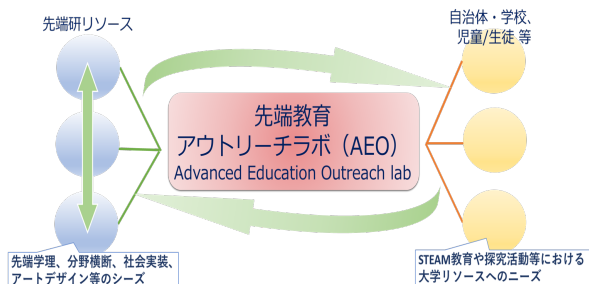 先端研リソース
自治体・学校、
児童/生徒 等
先端教育
アウトリーチラボ（AEO）
Advanced Education Outreach lab
先端学理、分野横断、社会実装、
アートデザイン等のシーズ
STEAM教育や探究活動等における
大学リソースへのニーズ